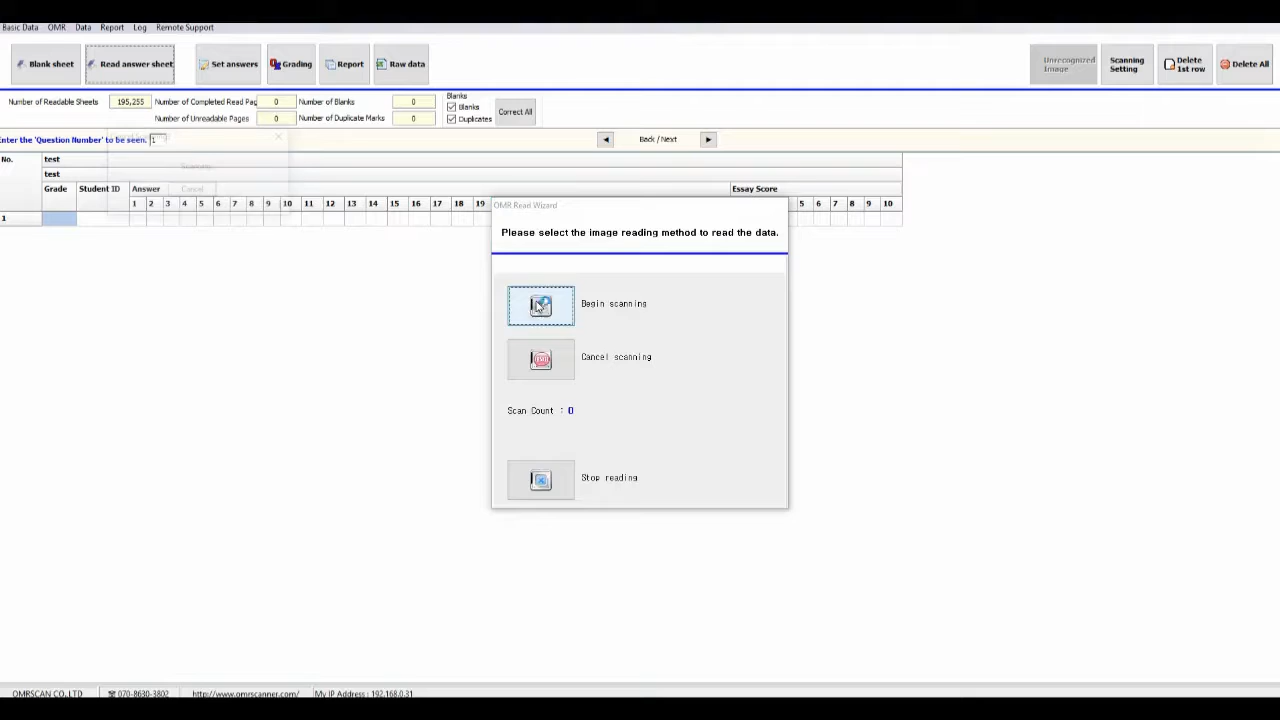 Basic Data OMR Data Report Log Remote Support
Blank sheet Read answer sheet Set answers Grading Report Raw data Unrecognized Image Scanning Setting Delete 1st row Delete All
Number of Readable Sheets 195,255 Number of Completed Read Pag 0 Number of Blanks 0
Number of Unreadable Pages 0 Number of Duplicate Marks 0
Blanks
Blanks
Duplicates
Correct All
Enter the 'Question Number' to be seen. 1
Back / Next
No. test
test
Grade Student ID Answer Essay Score
1 2 3 4 5 6 7 8 9 10 11 12 13 14 15 16 17 18 19 5 6 7 8 9 10
1
Cancel
OMR Read Wizard
Please select the image reading method to read the data.
Begin scanning
Cancel scanning
Scan Count : 0
Stop reading
OMRSCAN CO.,LTD ☎ 070-8630-3802 http://www.omrscanner.com/ My IP Address : 192.168.0.31